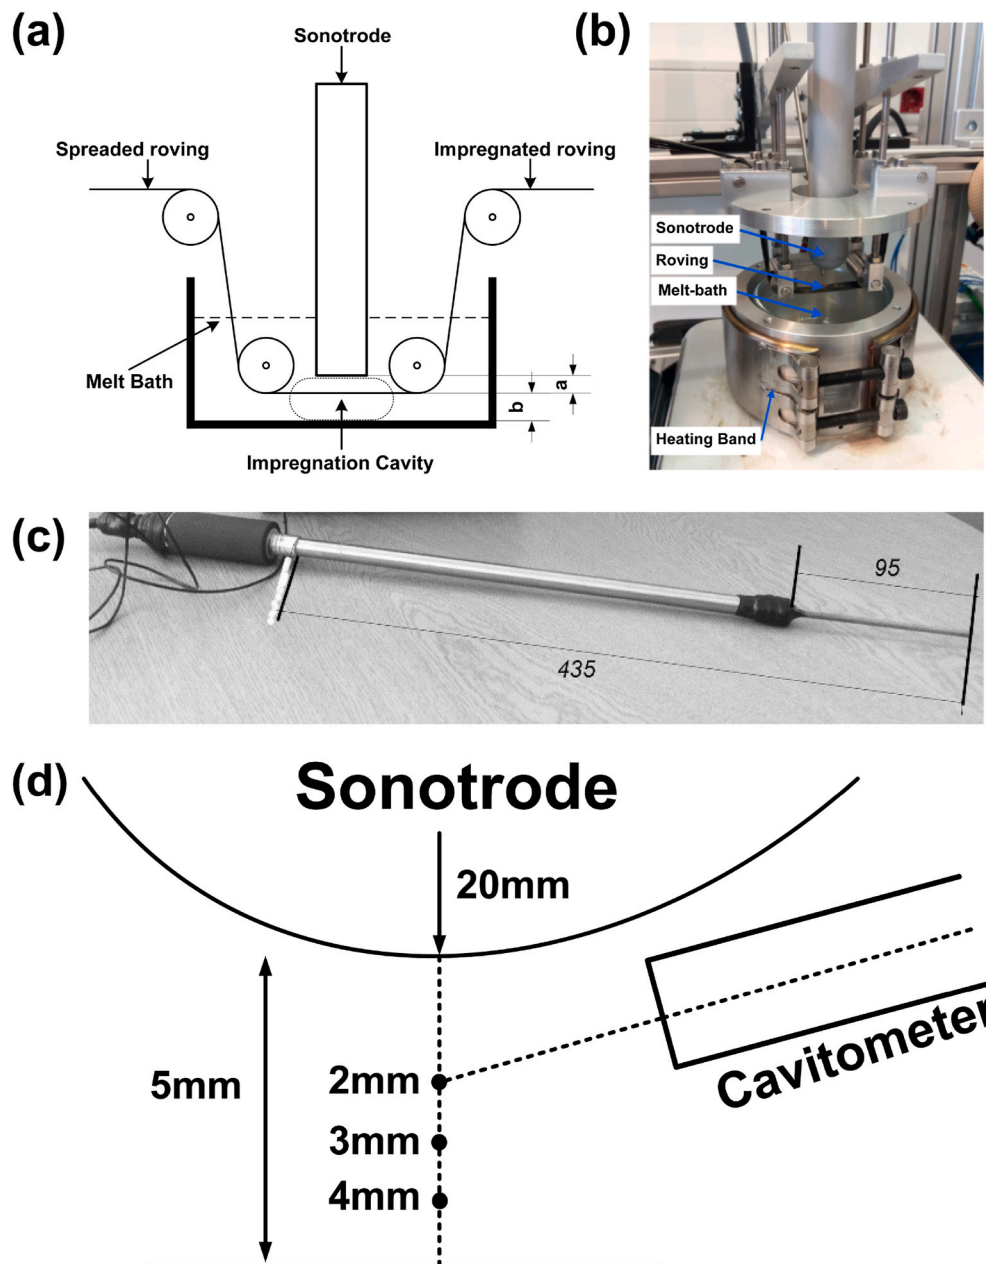 (a)
Sonotrode
Spreaded roving
Impregnated roving
Melt Bath
a
b
Impregnation Cavity
(b)
Sonotrode
Roving
Melt-bath
Heating Band
(c)
95
435
(d)
Sonotrode
20mm
5mm
2mm
3mm
4mm
Cavitometer